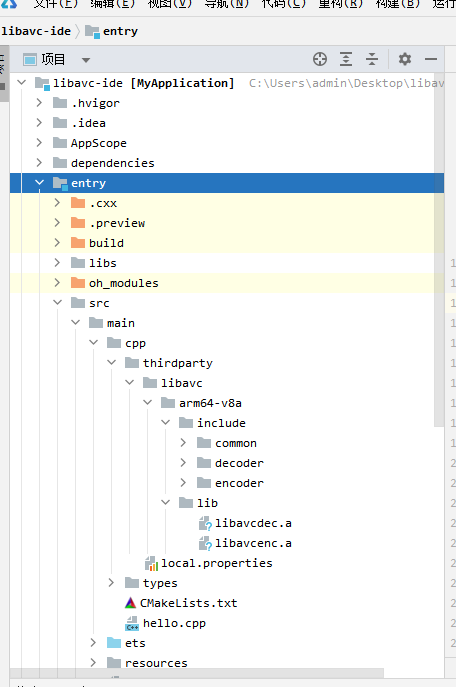 文件(F) 编辑(E) 视图(V) 导航(N) 代码(C) 重构(R) 构建(B) 运行
libavc-ide entry
项目
libavc-ide [MyApplication] C:\Users\admin\Desktop\libav
.hvigor
.idea
AppScope
dependencies
entry
.cxx
.preview
build
libs
oh_modules
src
main
cpp
thirdparty
libavc
arm64-v8a
include
common
decoder
encoder
lib
libavcdec.a
libavcenc.a
local.properties
types
CMakeLists.txt
hello.cpp
ets
resources